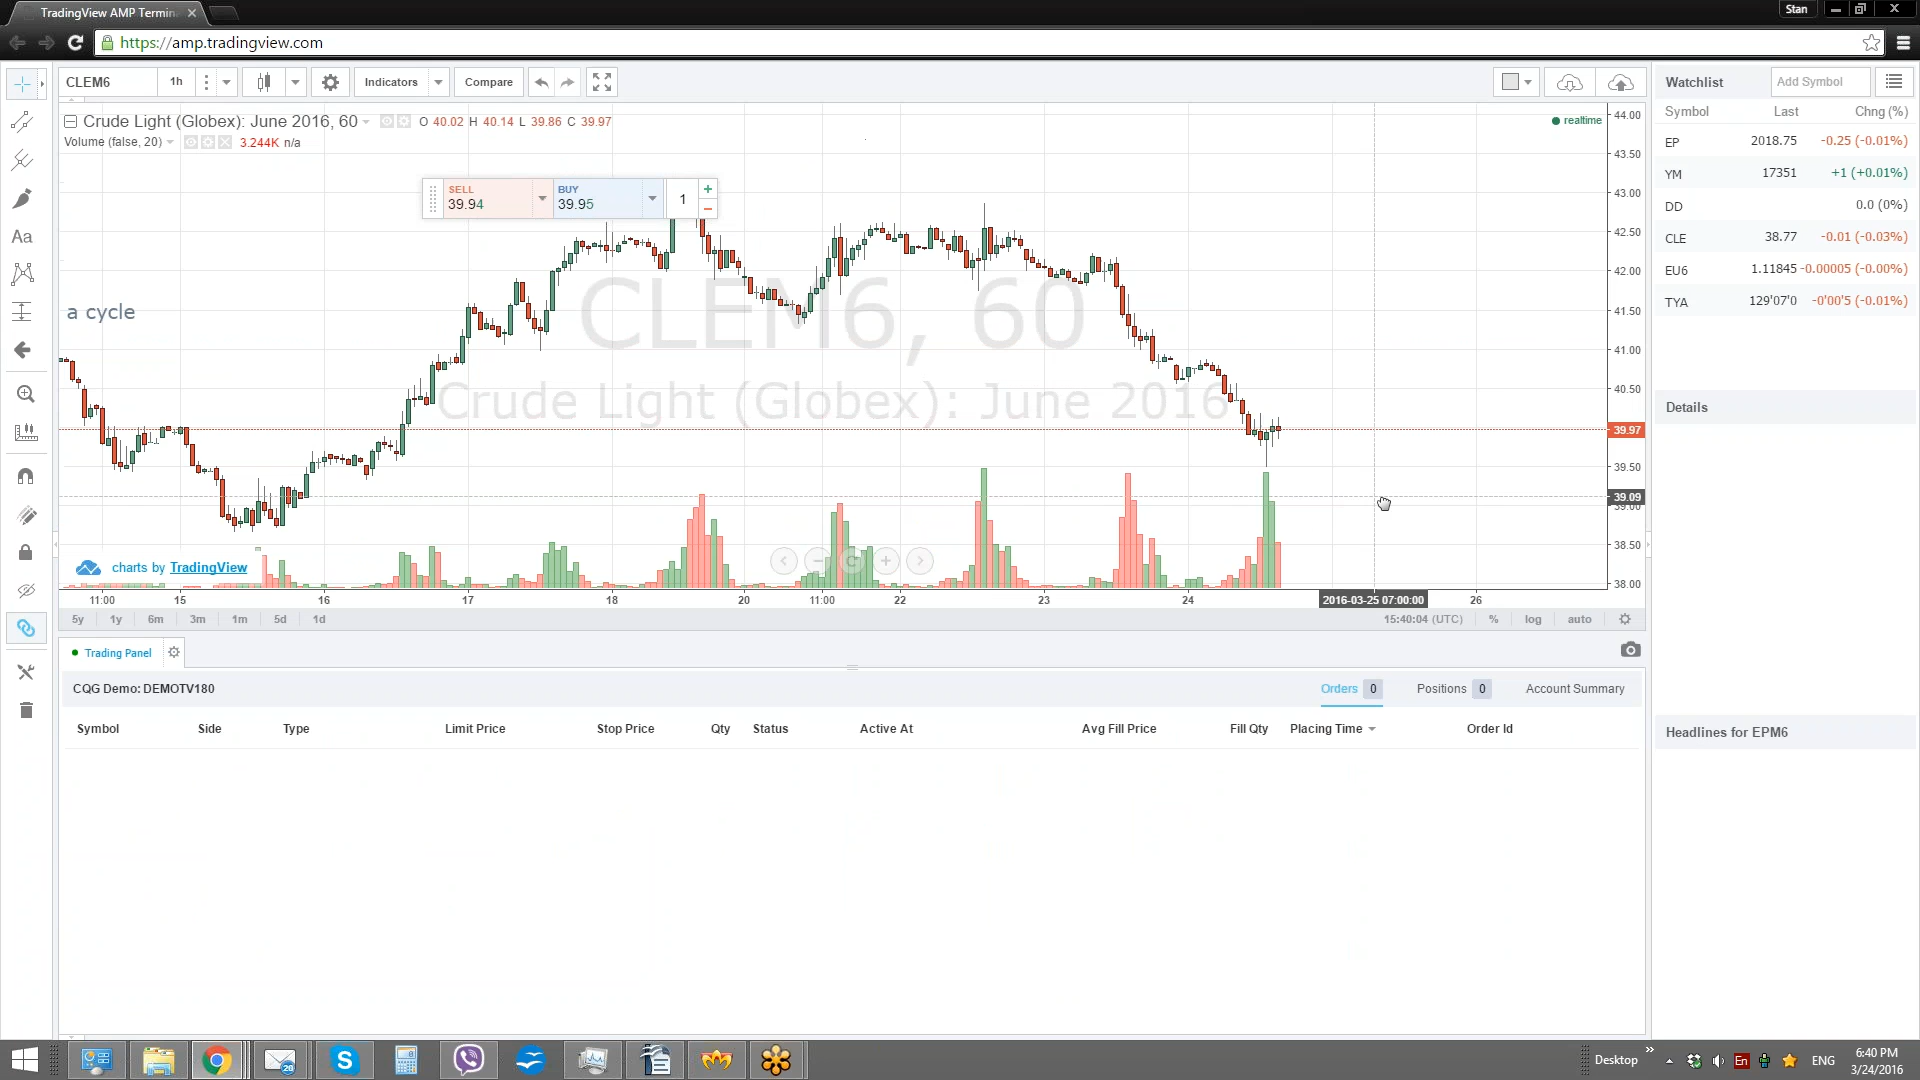 TradingView AMP Termin
Stan
https://amp.tradingview.com
CLEM6
1h
Indicators
Compare
Watchlist
Add Symbol
Crude Light (Globex): June 2016, 60
O 40.02 H 40.14 L 39.86 C 39.97
realtime
Volume (false, 20)
3.244K n/a
SELL
39.94
BUY
39.95
1
CLEM6, 60
Crude Light (Globex): June 2016
a cycle
44.00
43.50
43.00
42.50
42.00
41.50
41.00
40.50
39.97
39.50
39.09
39.00
38.50
38.00
charts by TradingView
11:00
15
16
17
18
20
11:00
22
23
24
2016-03-25 07:00:00
26
5y
1y
6m
3m
1m
5d
1d
15:40:04 (UTC)
%
log
auto
Symbol Last Chng (%)
EP 2018.75 -0.25 (-0.01%)
YM 17351 +1 (+0.01%)
DD 0.0 (0%)
CLE 38.77 -0.01 (-0.03%)
EU6 1.11845 -0.00005 (-0.00%)
TYA 129'07'0 -0'00'5 (-0.01%)
Details
Headlines for EPM6
Trading Panel
CQG Demo: DEMOTV180
Orders 0
Positions 0
Account Summary
Symbol Side Type Limit Price Stop Price Qty Status Active At Avg Fill Price Fill Qty Placing Time Order Id
20
Desktop
En
ENG
6:40 PM
3/24/2016